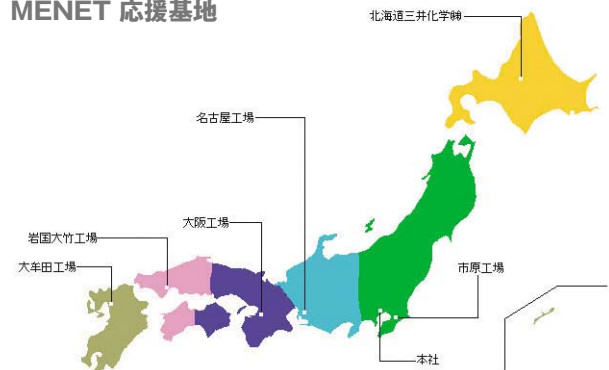 MENET 応援基地
北海道三井化学㈱
名古屋工場
大阪工場
岩国大竹工場
大牟田工場
市原工場
本社